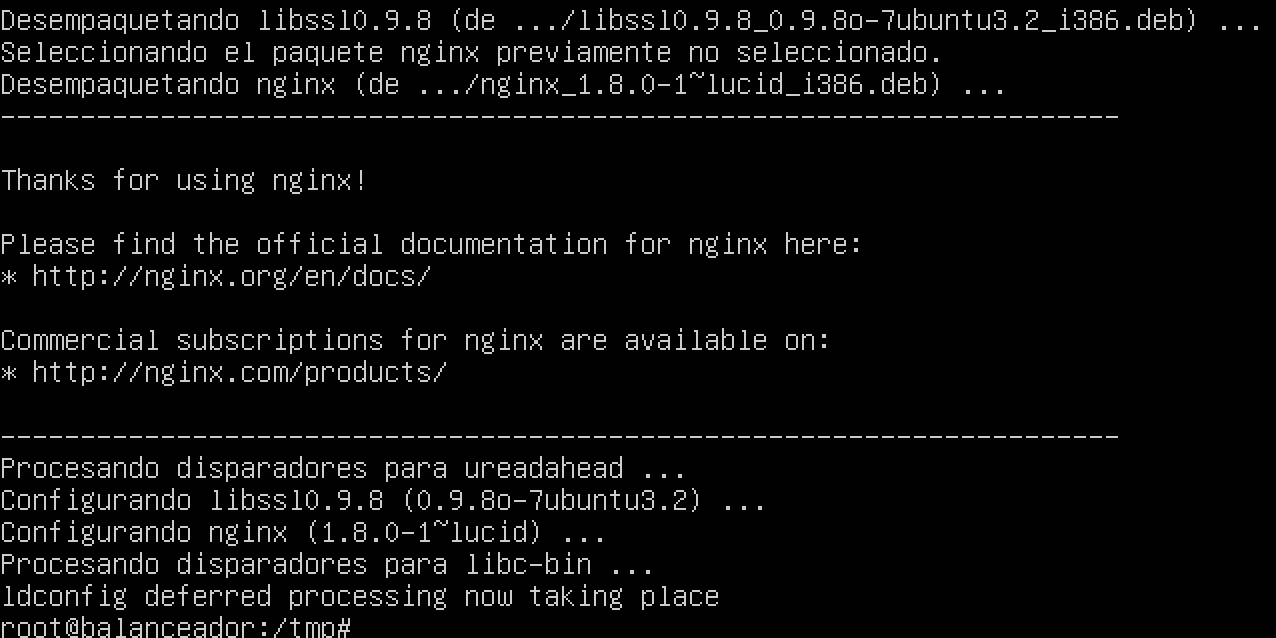 Desempaquetando libssl0.9.8 (de .../libssl0.9.8_0.9.8o-7ubuntu3.2_i386.deb) ...
Seleccionando el paquete nginx previamente no seleccionado.
Desempaquetando nginx (de .../nginx_1.8.0-1~lucid_i386.deb) ...
----------------------------------------------------------------------
Thanks for using nginx!
Please find the official documentation for nginx here:
* http://nginx.org/en/docs/
Commercial subscriptions for nginx are available on:
* http://nginx.com/products/
----------------------------------------------------------------------
Procesando disparadores para ureadahead ...
Configurando libssl0.9.8 (0.9.8o-7ubuntu3.2) ...
Configurando nginx (1.8.0-1~lucid) ...
Procesando disparadores para libc-bin ...
ldconfig deferred processing now taking place
root@balanceador:/tmp#